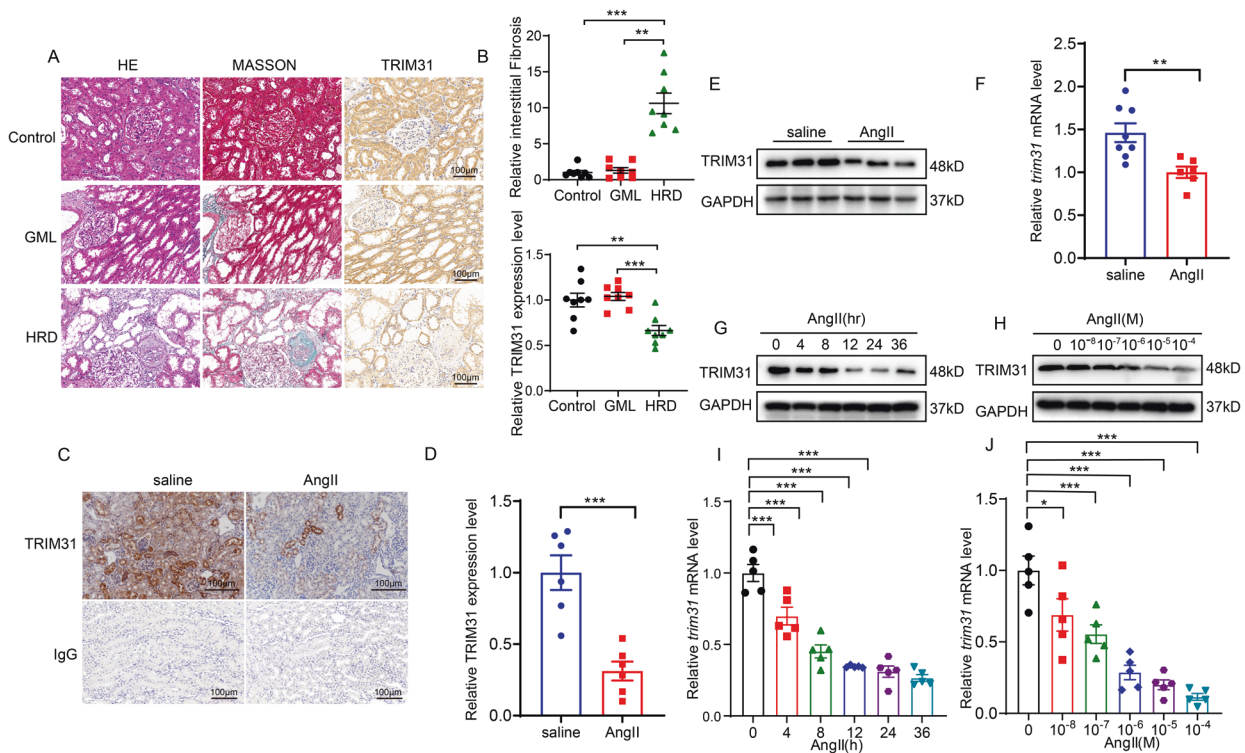 A
HE
MASSON
TRIM31
Control
GML
HRD
100μm
100μm
100μm
B
Relative interstitial Fibrosis
***
**
20
15
10
5
0
Control GML HRD
Relative TRIM31 expression level
**
***
1.5
1.0
0.5
0.0
Control GML HRD
C
saline
AngII
TRIM31
IgG
100μm
100μm
100μm
100μm
D
Relative TRIM31 expression level
***
1.5
1.0
0.5
0.0
saline AngII
E
saline AngII
TRIM31 48kD
GAPDH 37kD
F
Relative trim31 mRNA level
**
2.5
2.0
1.5
1.0
0.5
0.0
saline AngII
G
AngII(hr)
0 4 8 12 24 36
TRIM31 48kD
GAPDH 37kD
H
AngII(M)
0 10⁻⁸ 10⁻⁷ 10⁻⁶ 10⁻⁵ 10⁻⁴
TRIM31 48kD
GAPDH 37kD
I
Relative trim31 mRNA level
***
***
***
***
***
1.5
1.0
0.5
0.0
0 4 8 12 24 36
AngII(h)
J
Relative trim31 mRNA level
***
***
***
***
*
1.5
1.0
0.5
0.0
0 10⁻⁸ 10⁻⁷ 10⁻⁶ 10⁻⁵ 10⁻⁴
AngII(M)